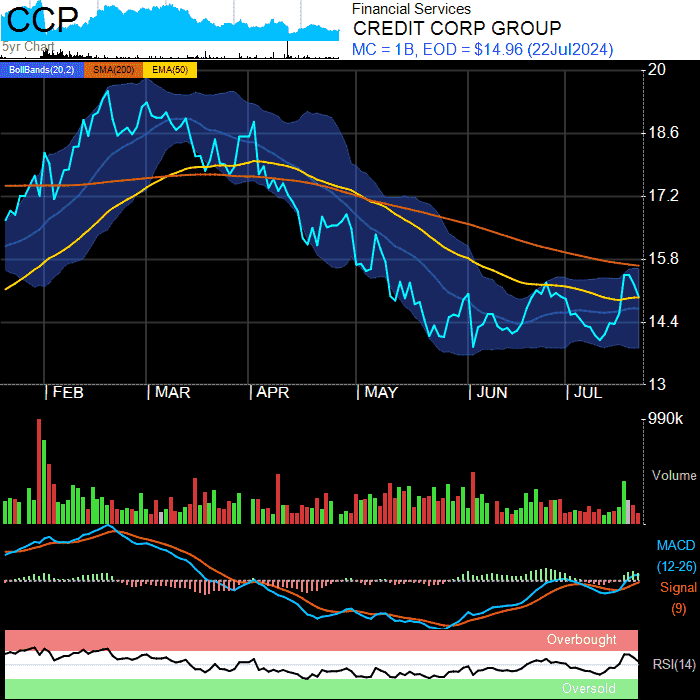 CCP
5yr Chart
Financial Services
CREDIT CORP GROUP
MC = 1B, EOD = $14.96 (22Jul2024)
BollBands(20,2) SMA(200) EMA(50)
20
18.6
17.2
15.8
14.4
13
FEB MAR APR MAY JUN JUL
990k
Volume
MACD
(12-26)
Signal
(9)
Overbought
RSI(14)
Oversold